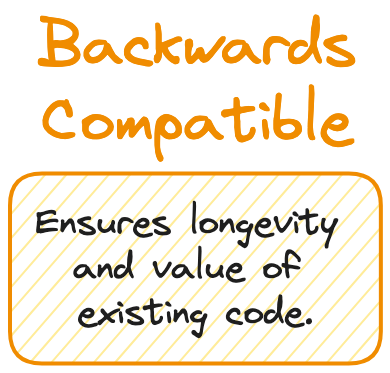 Backwards
Compatible
Ensures longevity
and value of
existing code.